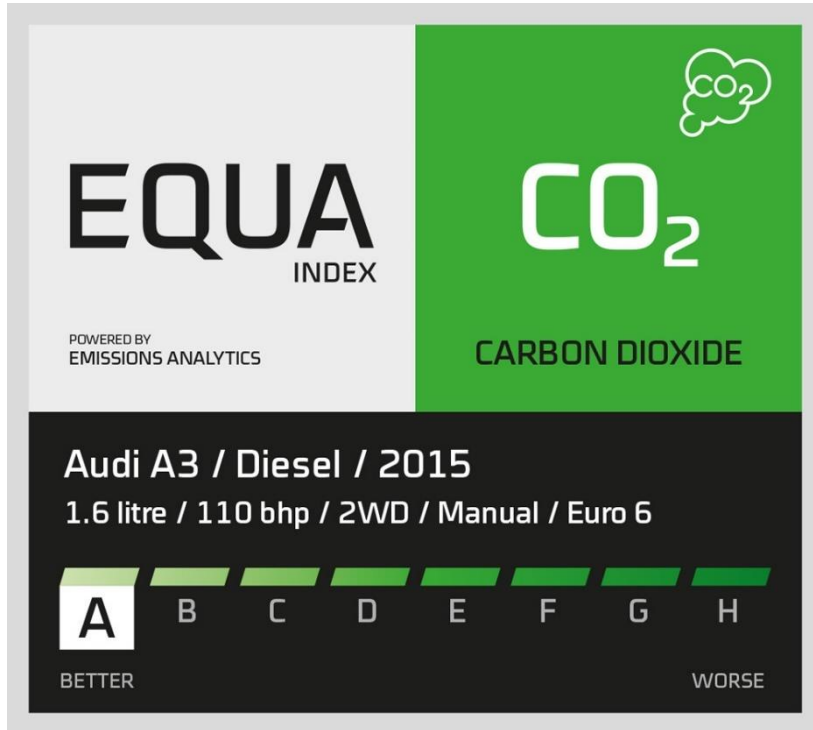 EQUA
INDEX
POWERED BY
EMISSIONS ANALYTICS
CO₂
CO₂
CARBON DIOXIDE
Audi A3 / Diesel / 2015
1.6 litre / 110 bhp / 2WD / Manual / Euro 6
A B C D E F G H
BETTER WORSE